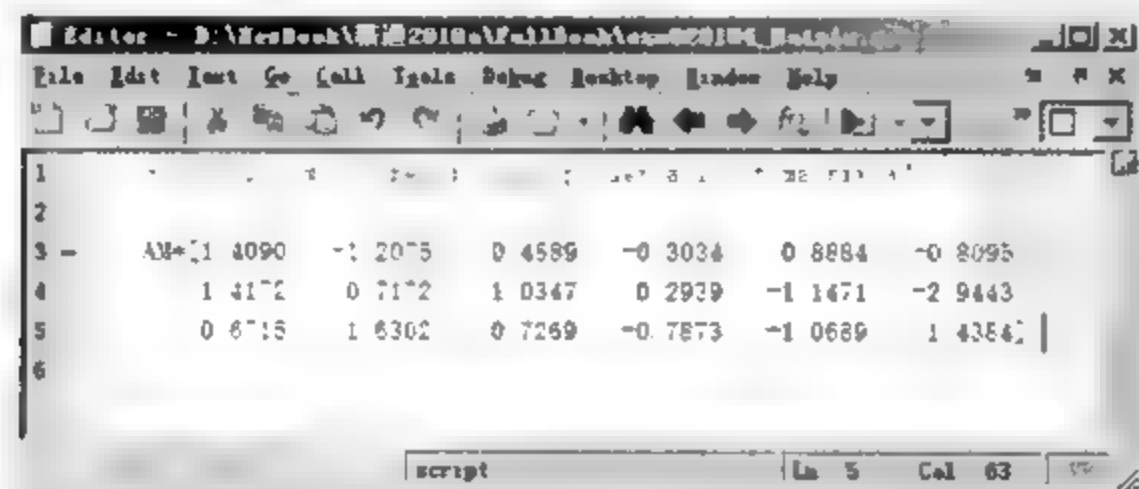 Editor - D:\
File Edit Text Go Cell Tools Debug Desktop Window Help
1
2
3 - AM=[1.4090 -1.2075 0.4889 -0.3034 0.8884 -0.8095
4 1.4172 0.7172 1.0347 0.2939 -1.1471 -2.9443
5 0.6715 1.6302 0.7269 -0.7873 -1.0689 1.4384]
6
script Ln 5 Col 63